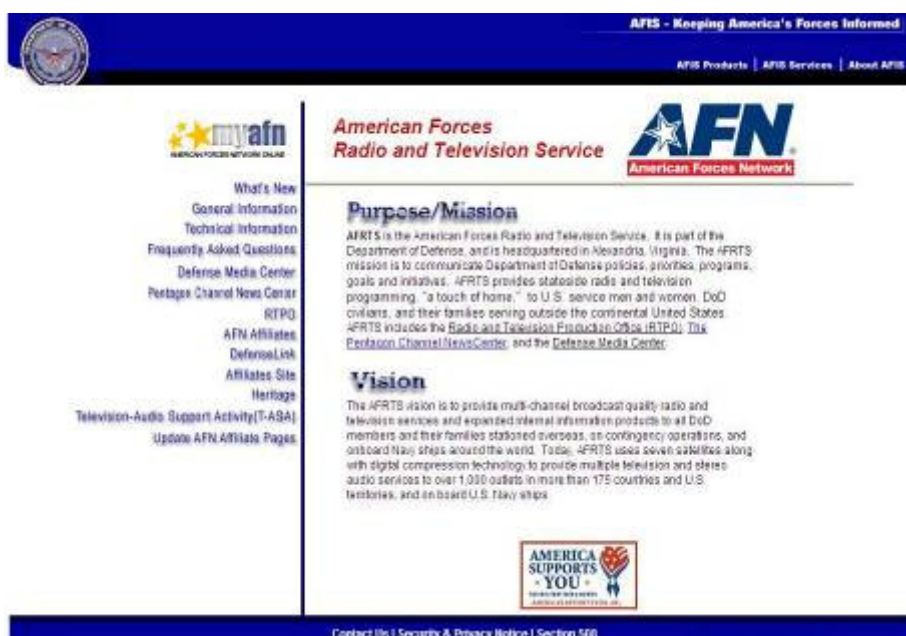 AFIS - Keeping America's Forces Informed
AFIS Products | AFIS Services | About AFIS
myafn
AMERICAN FORCES NETWORK ONLINE
American Forces
Radio and Television Service
AFN
American Forces Network
What's New
General Information
Technical Information
Frequently Asked Questions
Defense Media Center
Pentagon Channel News Center
RTPO
AFN Affiliates
DefenseLink
Affiliates Site
Heritage
Television-Audio Support Activity(T-ASA)
Update AFN Affiliate Pages
Purpose/Mission
AFRTS is the American Forces Radio and Television Service. It is part of the
Department of Defense, and is headquartered in Alexandria, Virginia. The AFRTS
mission is to communicate Department of Defense policies, priorities, programs,
goals and initiatives. AFRTS provides stateside radio and television
programming, "a touch of home," to U.S. service men and women, DoD
civilians, and their families serving outside the continental United States.
AFRTS includes the Radio and Television Production Office (RTPO), The
Pentagon Channel NewsCenter, and the Defense Media Center.
Vision
The AFRTS vision is to provide multi-channel broadcast quality radio and
television services and expanded internal information products to all DoD
members and their families stationed overseas, on contingency operations, and
onboard Navy ships around the world. Today, AFRTS uses seven satellites along
with digital compression technology to provide multiple television and stereo
audio services to over 1,000 outlets in more than 175 countries and U.S.
territories, and on board U.S. Navy ships.
AMERICA
SUPPORTS
- YOU -
Contact Us | Security & Privacy Notice | Section 508